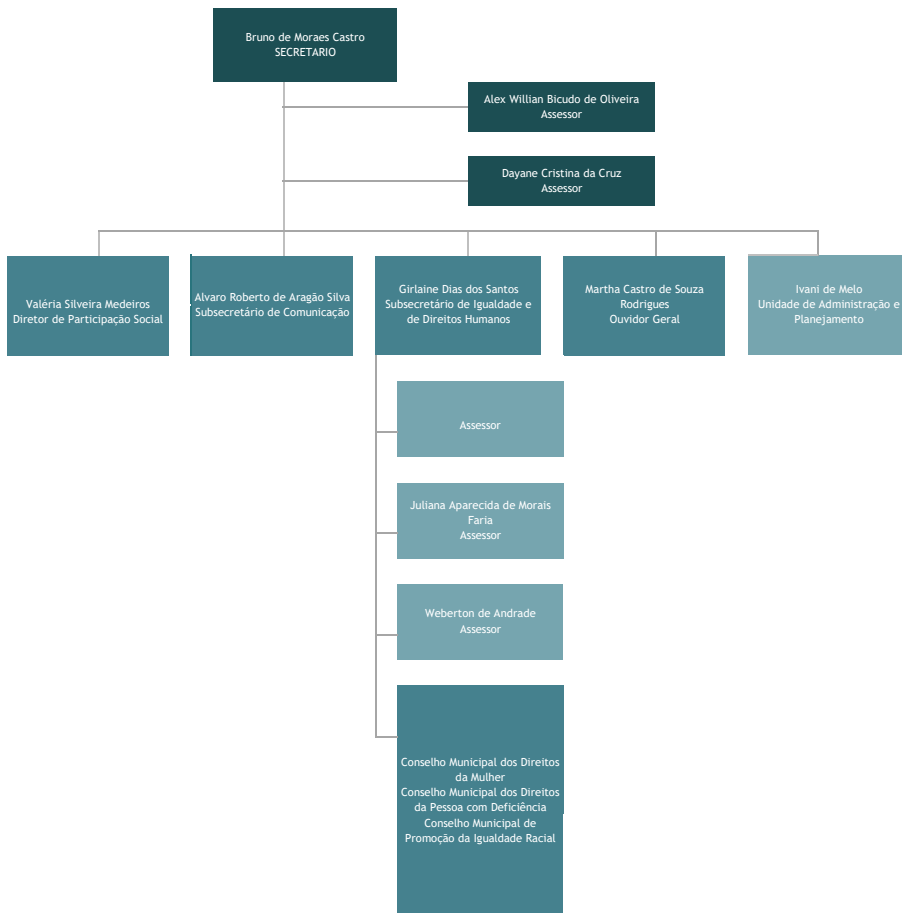 Bruno de Moraes Castro
SECRETARIO
Alex Willian Bicudo de Oliveira
Assessor
Dayane Cristina da Cruz
Assessor
Valéria Silveira Medeiros
Diretor de Participação Social
Alvaro Roberto de Aragão Silva
Subsecretário de Comunicação
Girlaine Dias dos Santos
Subsecretário de Igualdade e
de Direitos Humanos
Martha Castro de Souza
Rodrigues
Ouvidor Geral
Ivani de Melo
Unidade de Administração e
Planejamento
Assessor
Juliana Aparecida de Morais
Faria
Assessor
Weberton de Andrade
Assessor
Conselho Municipal dos Direitos
da Mulher
Conselho Municipal dos Direitos
da Pessoa com Deficiência
Conselho Municipal de
Promoção da Igualdade Racial